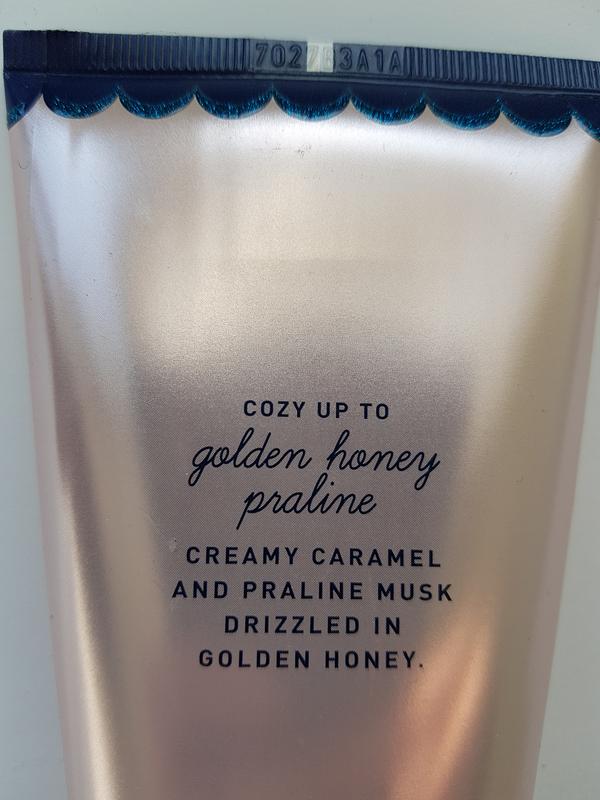 COZY UP TO
golden honey
praline
CREAMY CARAMEL
AND PRALINE MUSK
DRIZZLED IN
GOLDEN HONEY.